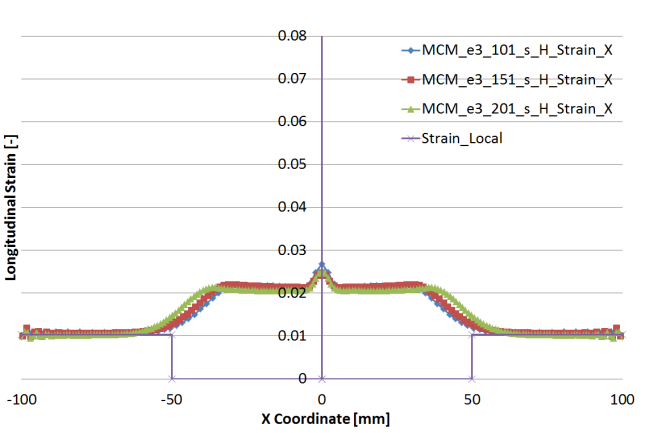 0.08
0.07
0.06
0.05
0.04
0.03
0.02
0.01
0
-100
-50
0
50
100
X Coordinate [mm]
Longitudinal Strain [-]
MCM_e3_101_s_H_Strain_X
MCM_e3_151_s_H_Strain_X
MCM_e3_201_s_H_Strain_X
Strain_Local